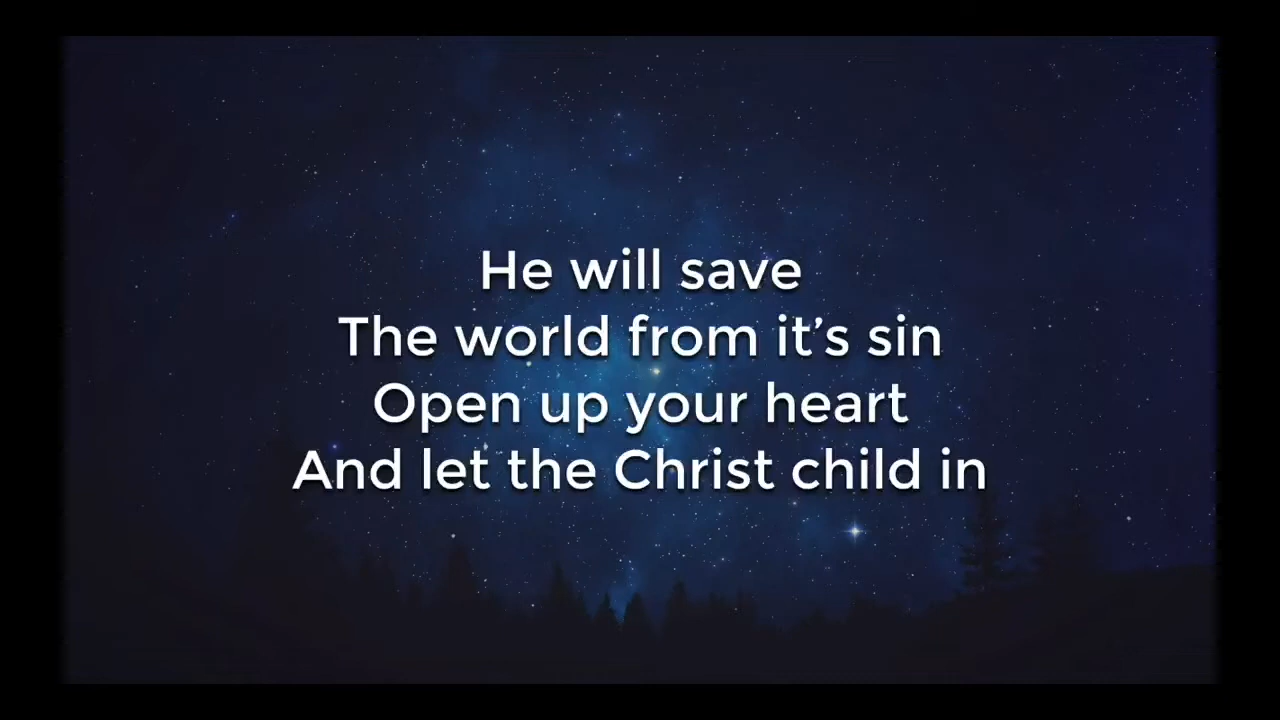 He will save
The world from it’s sin
Open up your heart
And let the Christ child in